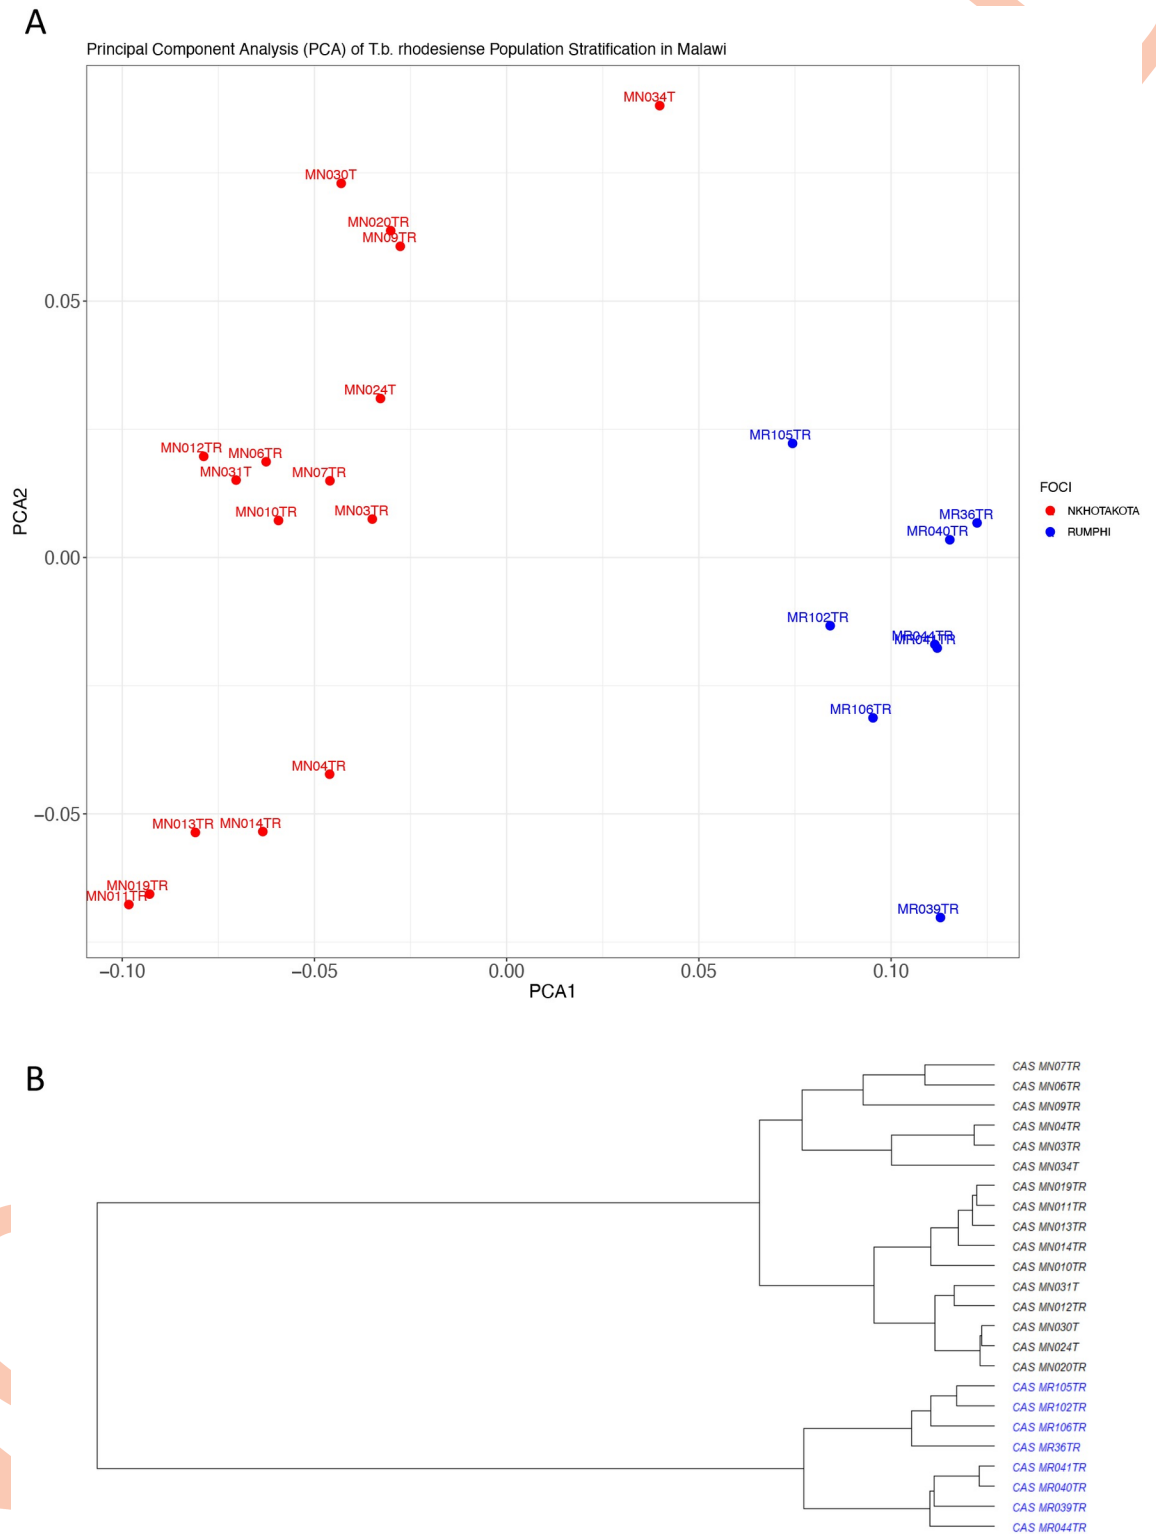 A
Principal Component Analysis (PCA) of T.b. rhodesiense Population Stratification in Malawi
MN034T
MN030T
MN020TR
MN09TR
0.05
MN024T
MR105TR
MN012TR
MN06TR
MN031T
MN07TR
FOCI
MN010TR
MN03TR
MR36TR
NKHOTAKOTA
PCA2
MR040TR
RUMPHI
0.00
MR102TR
MR044TR
MR041TR
MR106TR
MN04TR
−0.05
MN013TR
MN014TR
MN019TR
MN011TR
MR039TR
−0.10
−0.05
0.00
0.05
0.10
PCA1
B
CAS MN07TR
CAS MN06TR
CAS MN09TR
CAS MN04TR
CAS MN03TR
CAS MN034T
CAS MN019TR
CAS MN011TR
CAS MN013TR
CAS MN014TR
CAS MN010TR
CAS MN031T
CAS MN012TR
CAS MN030T
CAS MN024T
CAS MN020TR
CAS MR105TR
CAS MR102TR
CAS MR106TR
CAS MR36TR
CAS MR041TR
CAS MR040TR
CAS MR039TR
CAS MR044TR